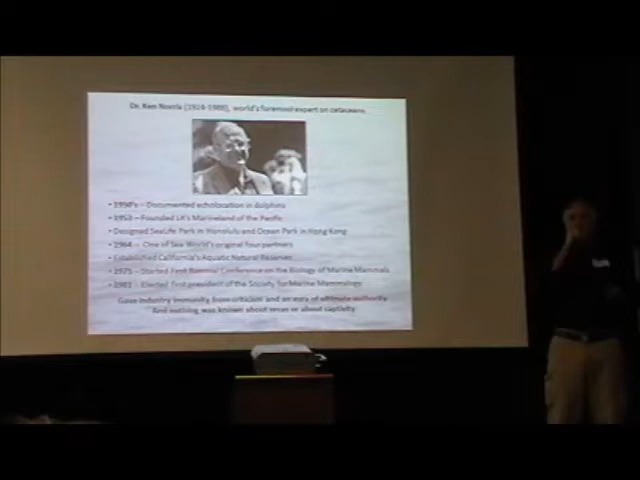 Dr. Ken Norris (1924-1988), world's foremost expert on cetaceans
• 1950's – Documented echolocation in dolphins
• 1953 – Founded LA's Marineland of the Pacific
• Designed SeaLife Park in Honolulu and Ocean Park in Hong Kong
• 1964 – One of Sea World's original four partners
• Established California's Aquatic Natural Reserves
• 1975 – Started First Biennial Conference on the Biology of Marine Mammals
• 1981 – Elected first president of the Society for Marine Mammalogy
Gave industry immunity from criticism and an aura of ultimate authority
And nothing was known about orcas or about captivity